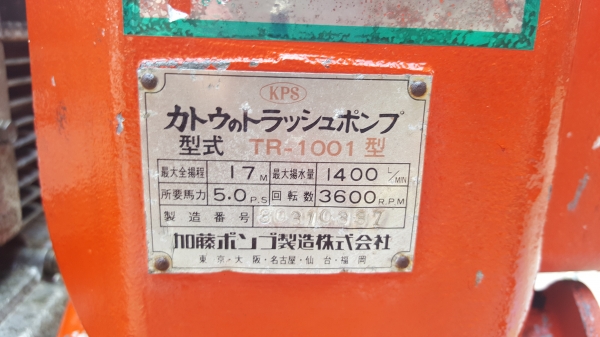 KPS
カトウのトラッシュポンプ
型式 TR-1001 型
最大全揚程 17 M 最大揚水量 1400 L/MIN
所要馬力 5.0 P.S 回転数 3600 R.P.M
製造番号
加藤ポンプ製造株式会社
東京・大阪・名古屋・仙台・福岡